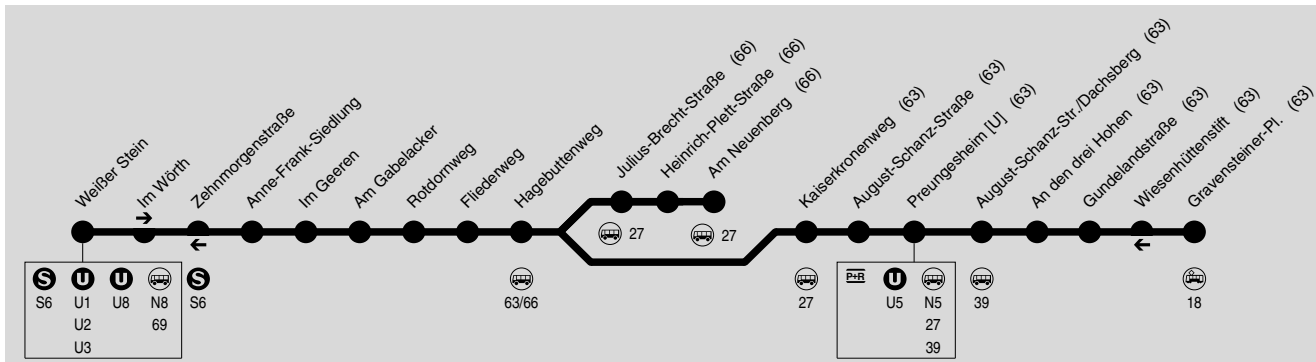 Weißer Stein
Im Wörth
Zehnmorgenstraße
Anne-Frank-Siedlung
Im Geeren
Am Gabelacker
Rotdornweg
Fliederweg
Hagebuttenweg
Julius-Brecht-Straße (66)
Heinrich-Plett-Straße (66)
Am Neuenberg (66)
Kaiserkronenweg (63)
August-Schanz-Straße (63)
Preungesheim [U] (63)
August-Schanz-Str./Dachsberg (63)
An den drei Hohen (63)
Gundelandstraße (63)
Wiesenhüttenstift (63)
Gravensteiner-Pl. (63)
27
27
S U U S P+R U
S6 U1 U8 N8 S6 63/66 27 U5 N5 39 18
U2 69 27
U3 39